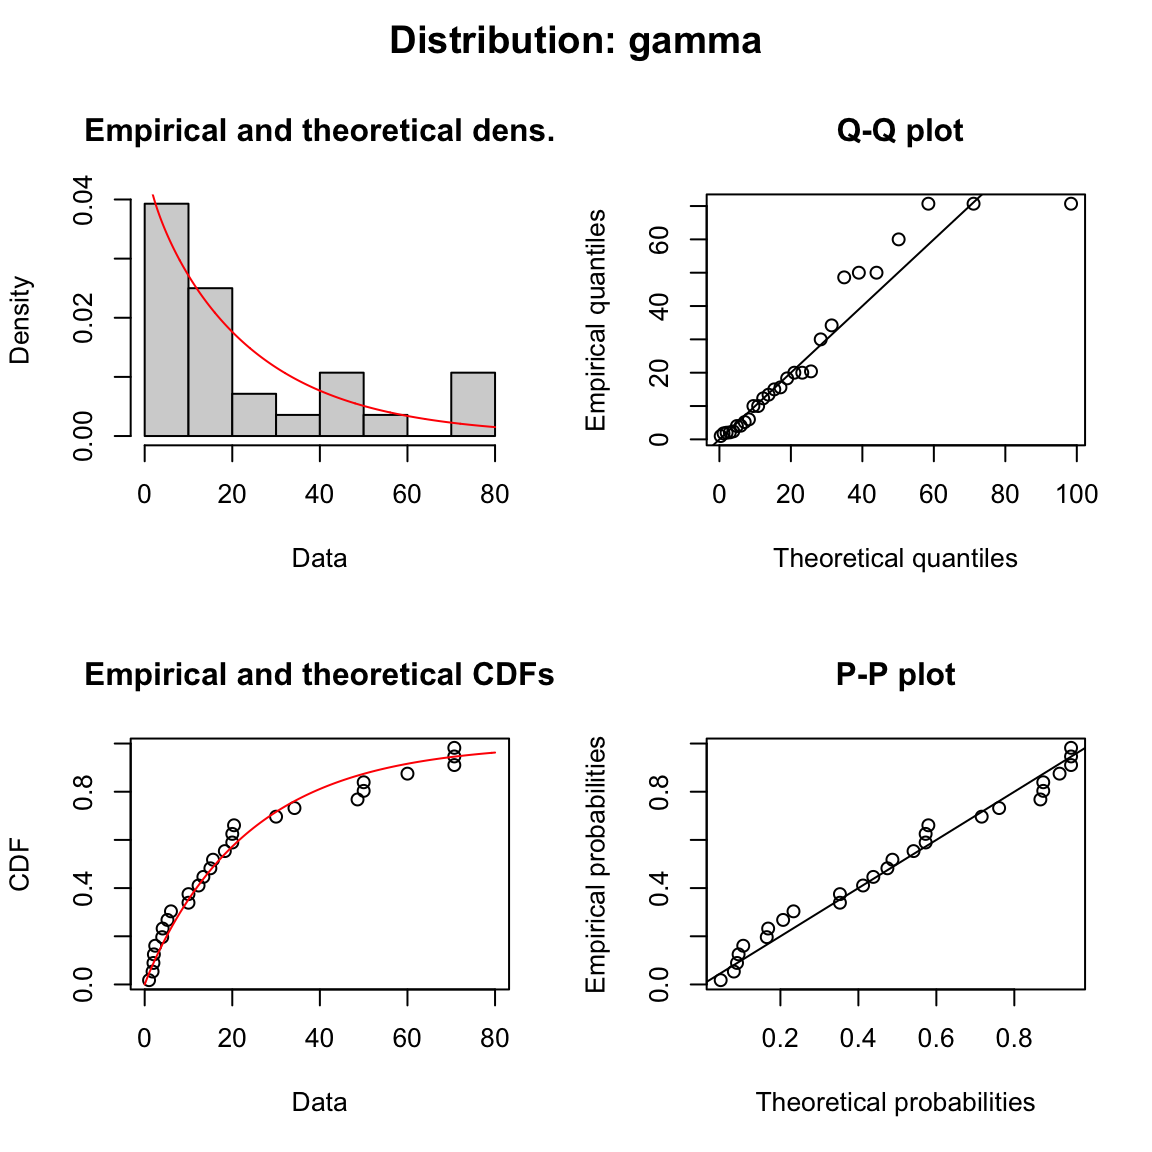 Distribution: gamma
Empirical and theoretical dens.
Density
0.00 0.02 0.04
0 20 40 60 80
Data
Q-Q plot
Empirical quantiles
0 20 40 60
0 20 40 60 80 100
Theoretical quantiles
Empirical and theoretical CDFs
CDF
0.0 0.4 0.8
0 20 40 60 80
Data
P-P plot
Empirical probabilities
0.0 0.4 0.8
0.2 0.4 0.6 0.8
Theoretical probabilities